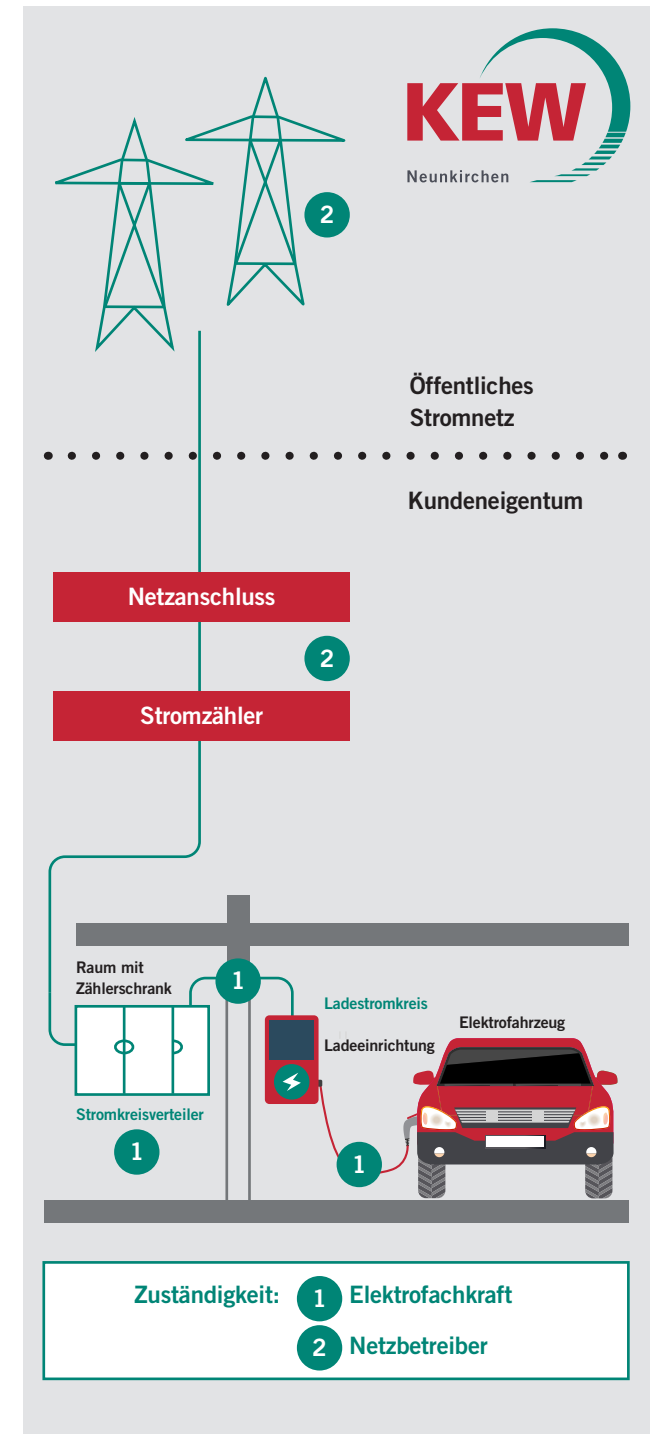 KEW
Neunkirchen
2
Öffentliches
Stromnetz
Kundeneigentum
Netzanschluss
2
Stromzähler
Raum mit
Zählerschrank
1
Ladestromkreis
Elektrofahrzeug
Ladeeinrichtung
Stromkreisverteiler
1
1
Zuständigkeit: 1 Elektrofachkraft
2 Netzbetreiber